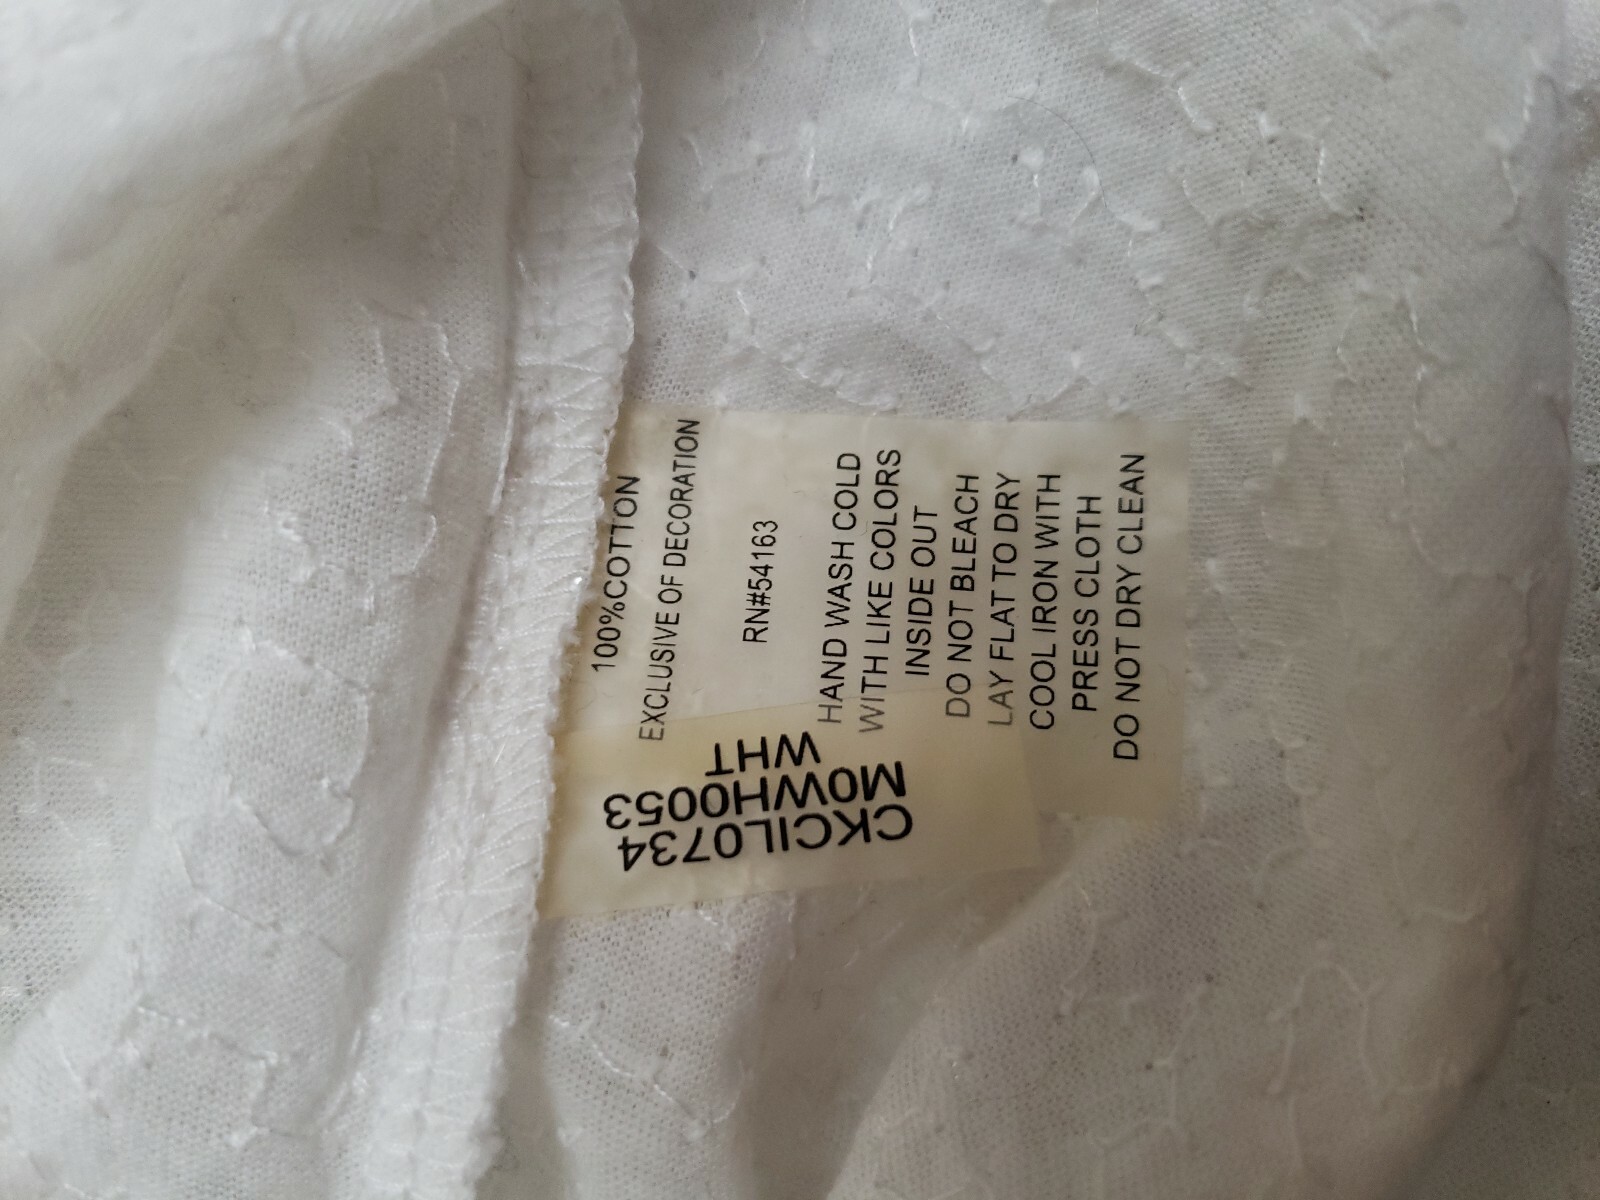 100%COTTON
EXCLUSIVE OF DECORATION
RN#54163
HAND WASH COLD
WITH LIKE COLORS
INSIDE OUT
DO NOT BLEACH
LAY FLAT TO DRY
COOL IRON WITH
PRESS CLOTH
DO NOT DRY CLEAN
CKCIL0734
M0WH0053
WHT